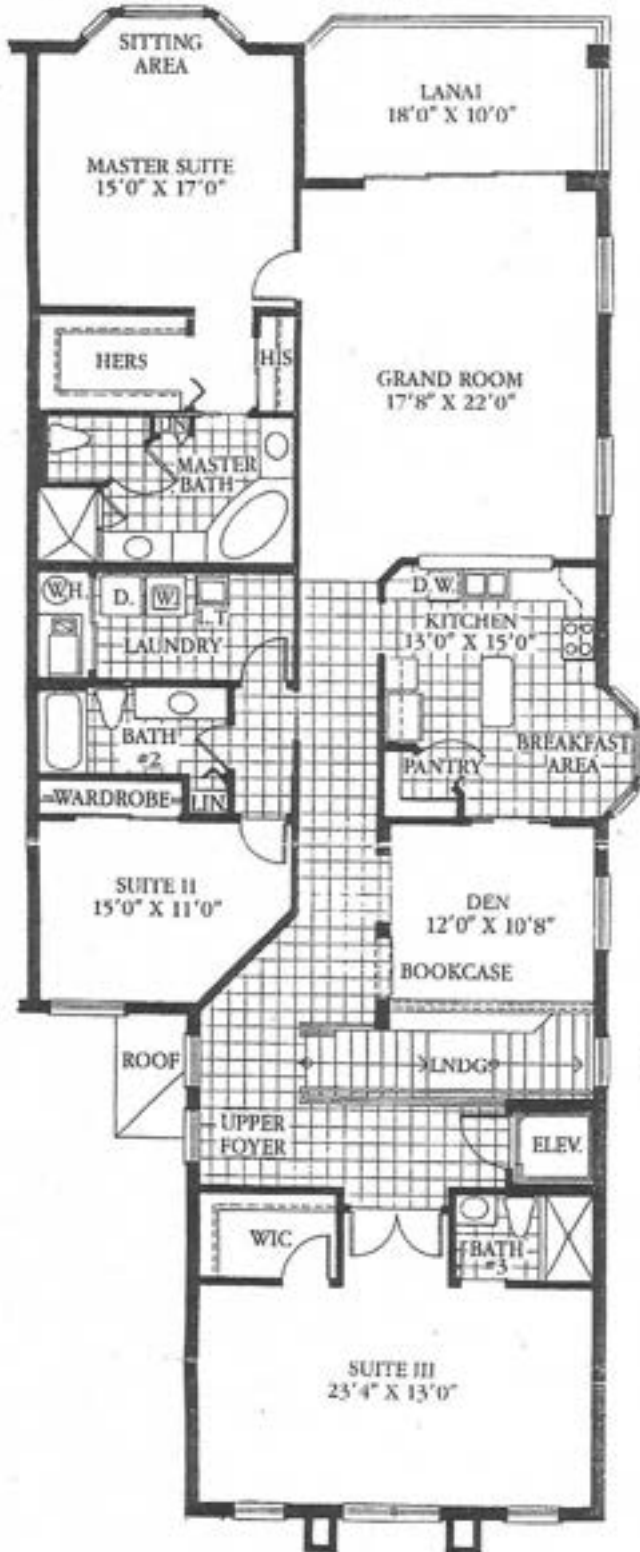 SITTING
AREA
LANAI
18'0" X 10'0"
MASTER SUITE
15'0" X 17'0"
HERS
HIS
GRAND ROOM
17'8" X 22'0"
LIN
MASTER
BATH
W.H.
D.
W.
L.T.
LAUNDRY
D.W.
KITCHEN
13'0" X 15'0"
BATH
#2
PANTRY
BREAKFAST
AREA
WARDROBE
LIN
SUITE II
15'0" X 11'0"
DEN
12'0" X 10'8"
BOOKCASE
ROOF
LNDG
UPPER
FOYER
ELEV.
WIC
BATH
#3
SUITE III
23'4" X 13'0"